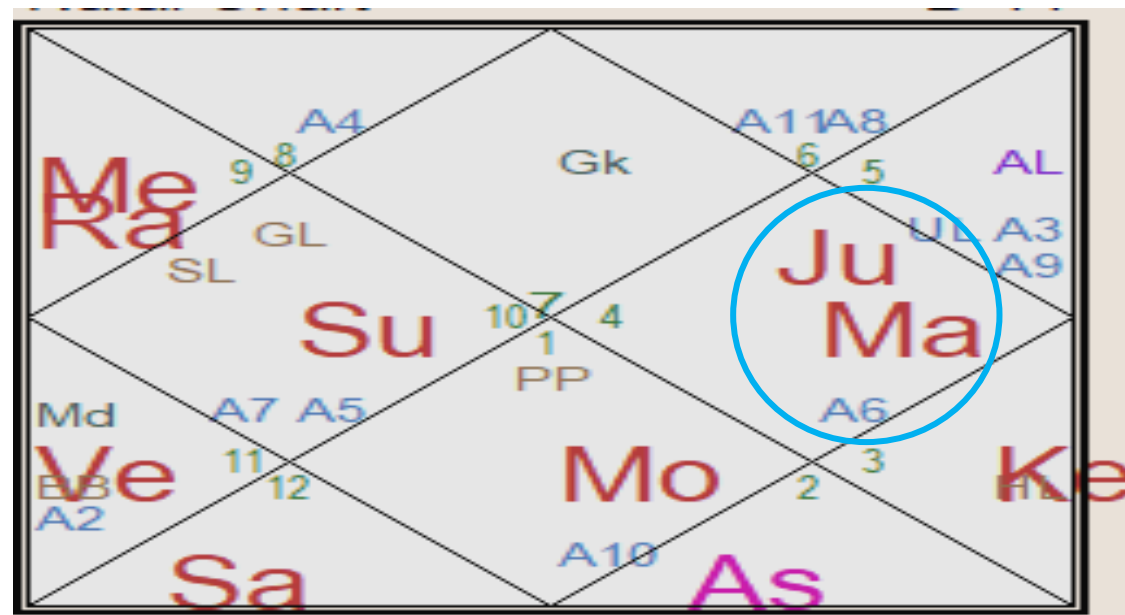 A4 A11 A8
8 Gk 6
9 5 AL
Me
Ra GL Ju UL A3
SL A9
Su 10 7 4 Ma
1
PP
Md A7 A5 A6
11 3
Ve Mo Ke
BB 12 2
A2
A10
Sa As